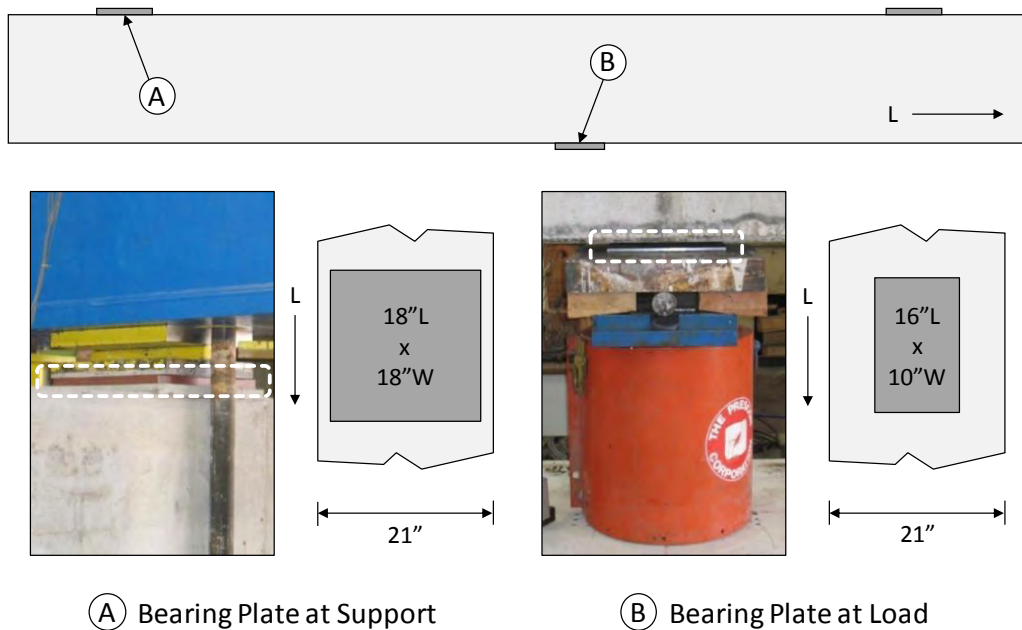 A
B
L
L
18”L
x
18”W
21”
THE PRES
CORPORAT
L
16”L
x
10”W
21”
A Bearing Plate at Support
B Bearing Plate at Load